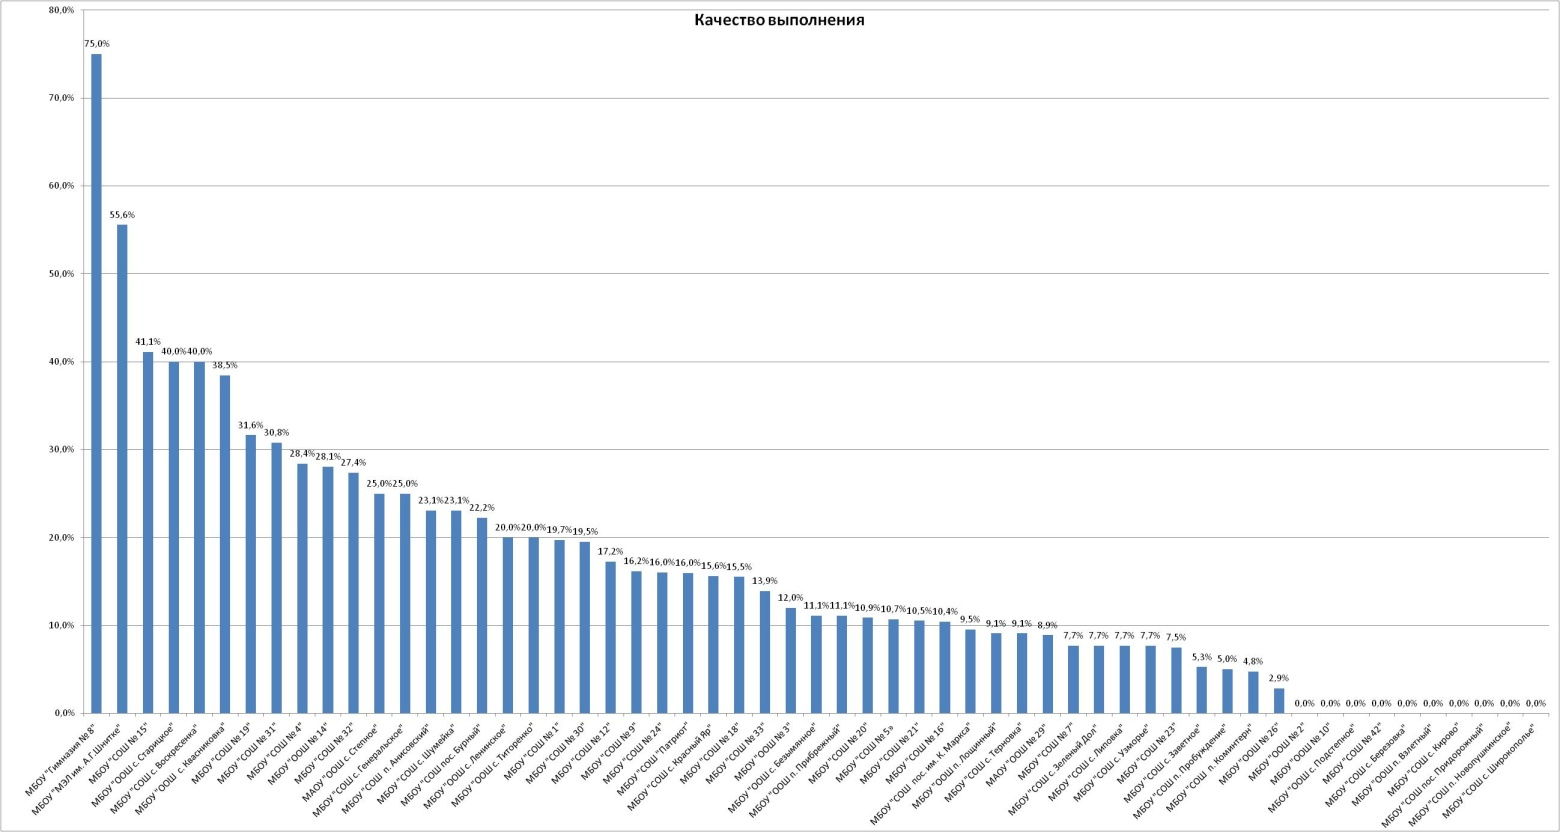 Качество выполнения
80,0%
70,0%
60,0%
50,0%
40,0%
30,0%
20,0%
10,0%
0,0%
75,0%
55,6%
41,1%
40,0%
40,0%
38,5%
31,6%
30,8%
28,4%
28,1%
27,4%
25,0%
25,0%
23,1%
23,1%
22,2%
20,0%
20,0%
19,7%
19,5%
17,2%
16,2%
16,0%
16,0%
15,6%
15,5%
13,9%
12,0%
11,1%
11,1%
10,9%
10,7%
10,5%
10,4%
9,5%
9,1%
9,1%
8,9%
7,7%
7,7%
7,7%
7,7%
7,5%
5,3%
5,0%
4,8%
2,9%
0,0%
0,0%
0,0%
0,0%
0,0%
0,0%
0,0%
0,0%
0,0%
0,0%
МБОУ "Гимназия № 8"
МБОУ "МЭЛ им. А.Г.Шнитке"
МБОУ "СОШ № 15"
МБОУ "ООШ с. Старицкое"
МБОУ "ООШ с. Воскресенка"
МБОУ "ООШ с. Квасниковка"
МБОУ "СОШ № 19"
МБОУ "СОШ № 31"
МБОУ "СОШ № 4"
МБОУ "ООШ № 14"
МБОУ "СОШ № 32"
МАОУ "ООШ с. Степное"
МБОУ "СОШ с. Генеральское"
МБОУ "СОШ п. Анисовский"
МБОУ "СОШ с. Шумейка"
МБОУ "СОШ пос. Бурный"
МБОУ "ООШ с. Ленинское"
МБОУ "ООШ с. Титоренко"
МБОУ "СОШ № 1"
МБОУ "СОШ № 30"
МБОУ "СОШ № 12"
МБОУ "СОШ № 9"
МБОУ "СОШ № 24"
МБОУ "СОШ "Патриот"
МБОУ "СОШ с. Красный Яр"
МБОУ "СОШ № 18"
МБОУ "СОШ № 33"
МБОУ "СОШ № 3"
МБОУ "ООШ с. Безымянное"
МБОУ "ООШ п. Прибрежный"
МБОУ "СОШ № 20"
МБОУ "СОШ № 5»
МБОУ "СОШ № 21"
МБОУ "СОШ № 16"
МБОУ "СОШ пос. им. К. Маркса"
МБОУ "ООШ п. Лощинный"
МБОУ "СОШ с. Терновка"
МАОУ "ООШ № 29"
МБОУ "СОШ № 7"
МБОУ "СОШ с. Зеленый Дол"
МБОУ "СОШ с. Липовка"
МБОУ "СОШ с. Узморье"
МБОУ "СОШ № 23"
МБОУ "СОШ с. Заветное"
МБОУ "СОШ п. Пробуждение"
МБОУ "СОШ п. Коминтерн"
МБОУ "ООШ № 26"
МБОУ "ООШ № 2"
МБОУ "ООШ № 10"
МБОУ "ООШ с. Подстепное"
МБОУ "СОШ № 42"
МБОУ "СОШ с. Березовка"
МБОУ "ООШ п. Взлетный"
МБОУ "СОШ с. Кирово"
МБОУ "СОШ пос. Придорожный"
МБОУ "СОШ п. Новопушкинское"
МБОУ "СОШ с. Широкополье"